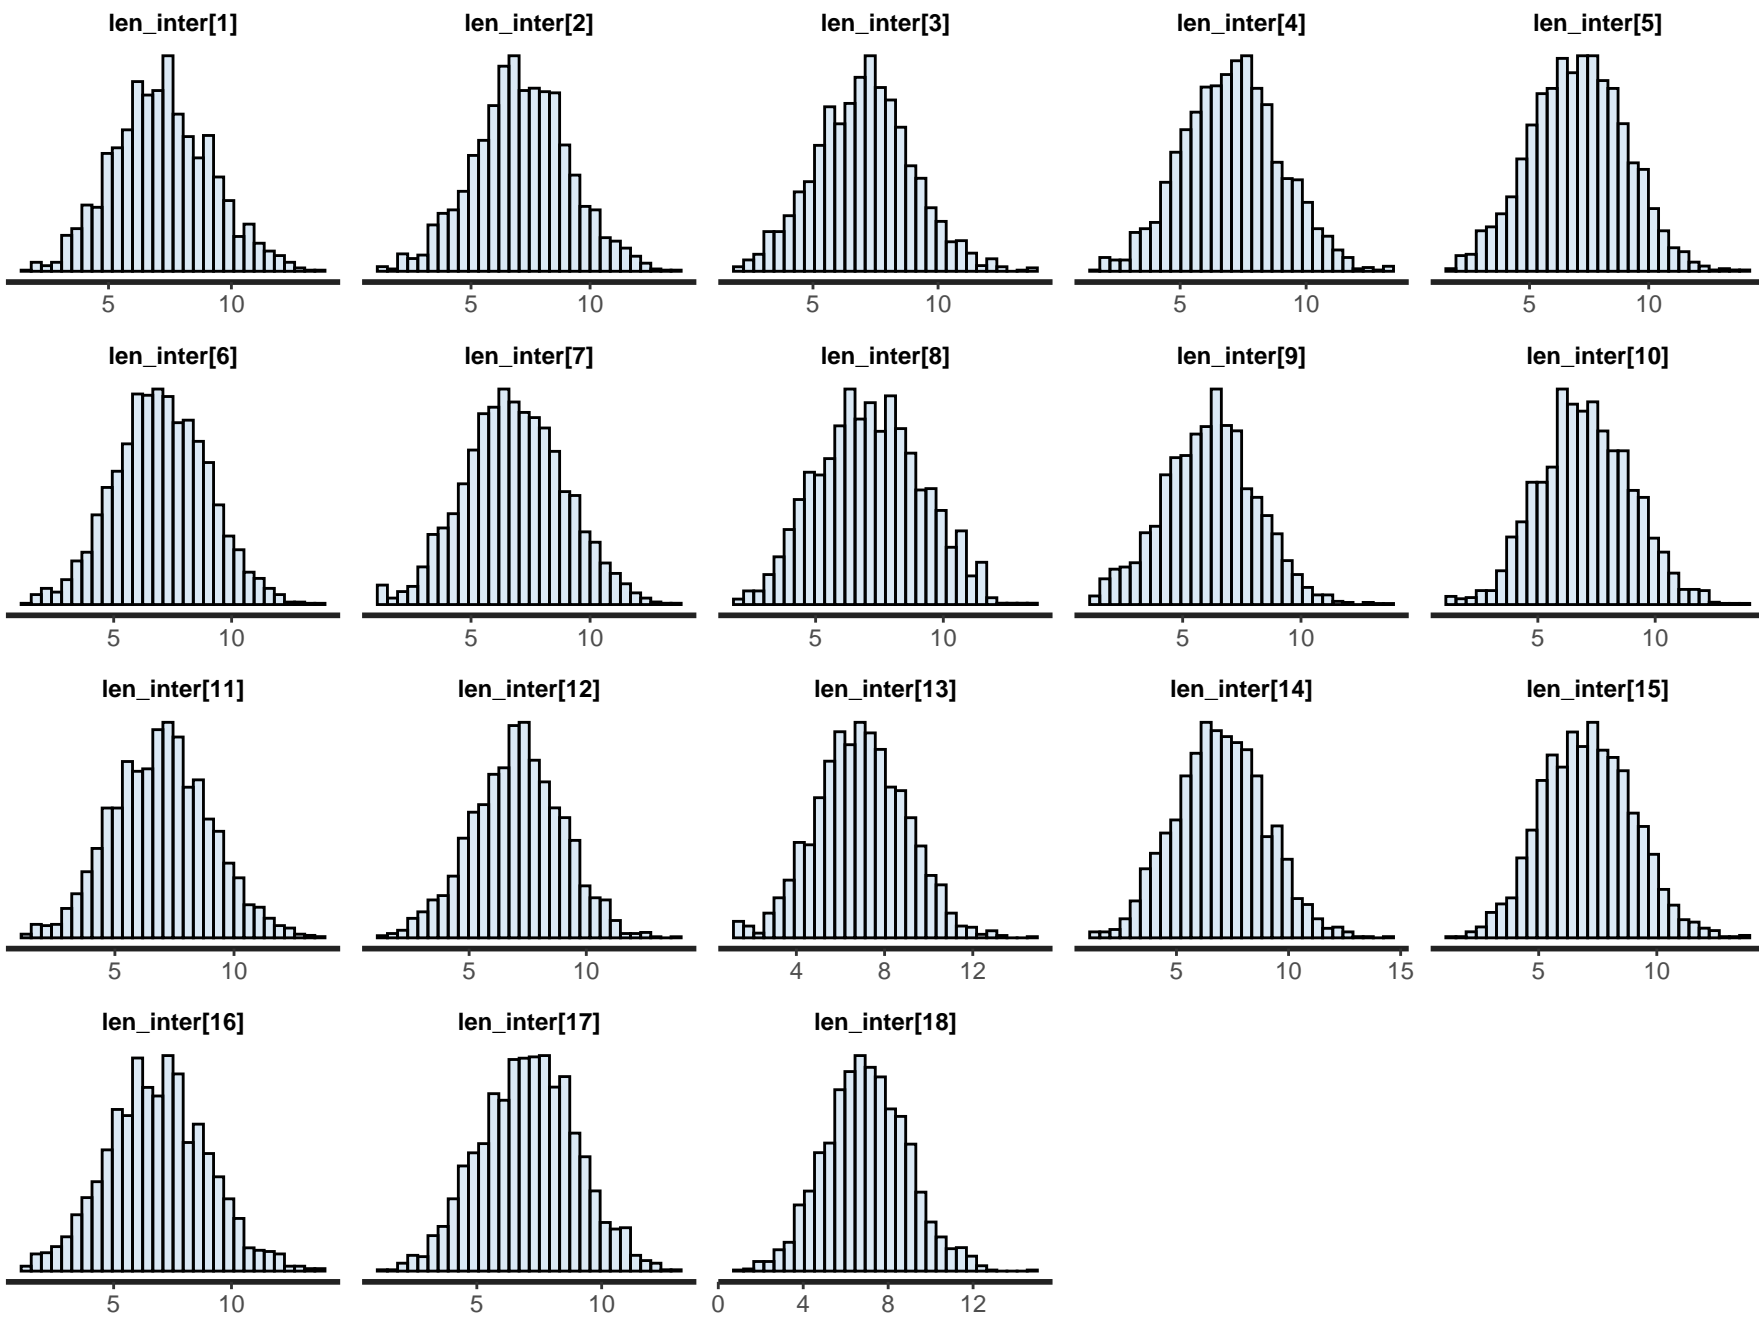 len_inter[1] len_inter[2] len_inter[3] len_inter[4] len_inter[5]
5 10 5 10 5 10 5 10 5 10
len_inter[6] len_inter[7] len_inter[8] len_inter[9] len_inter[10]
5 10 5 10 5 10 5 10 5 10
len_inter[11] len_inter[12] len_inter[13] len_inter[14] len_inter[15]
5 10 5 10 4 8 12 5 10 15 5 10
len_inter[16] len_inter[17] len_inter[18]
5 10 5 10 0 4 8 12